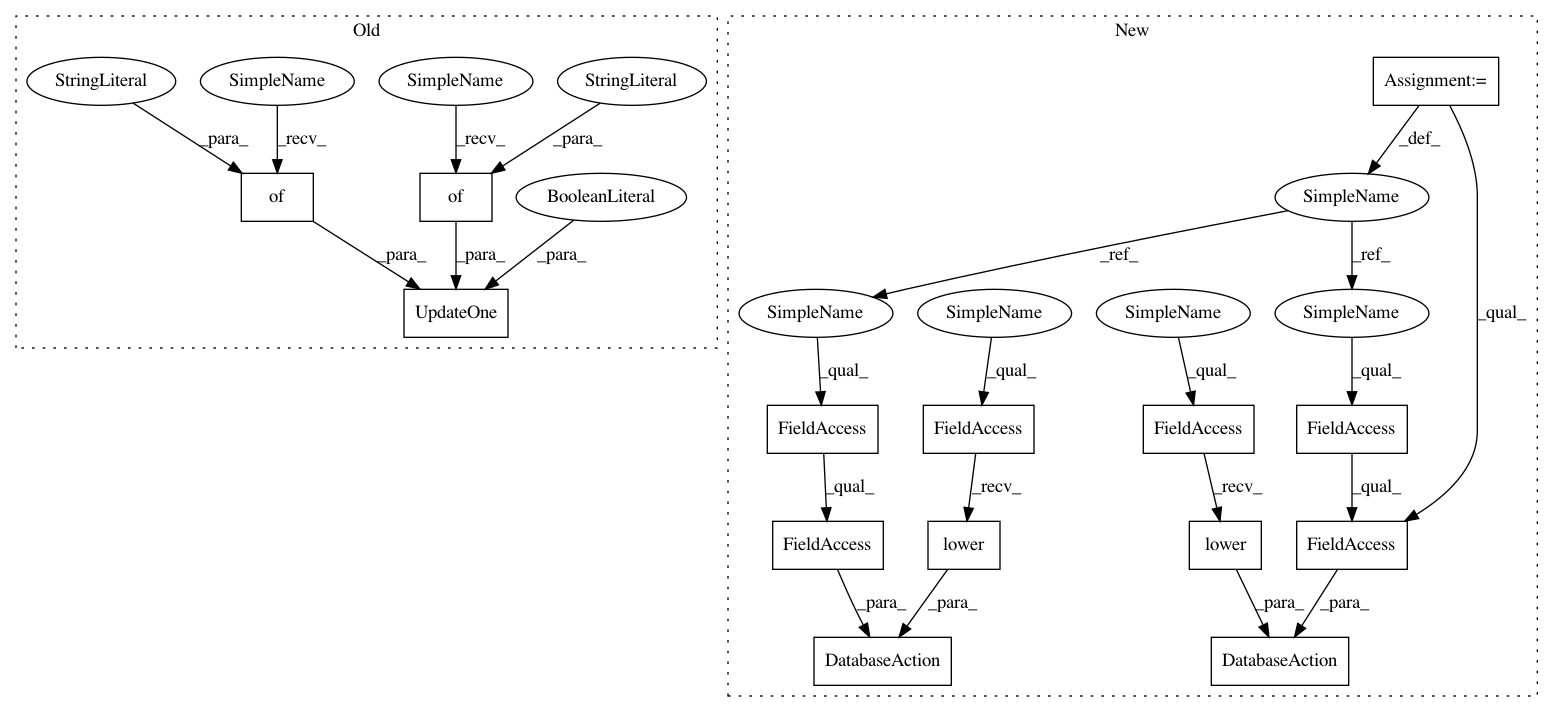 Old
New
StringLiteral
SimpleName
SimpleName
StringLiteral
Assignment:=
_para_
_recv_
_recv_
_para_
_def_
of
of
BooleanLiteral
SimpleName
_para_
_para_
_para_
_ref_
_ref_
UpdateOne
SimpleName
SimpleName
SimpleName
SimpleName
_qual_
_qual_
_qual_
_qual_
_qual_
FieldAccess
FieldAccess
FieldAccess
FieldAccess
_qual_
_recv_
_recv_
_qual_
FieldAccess
lower
lower
FieldAccess
_para_
_para_
_para_
_para_
DatabaseAction
DatabaseAction